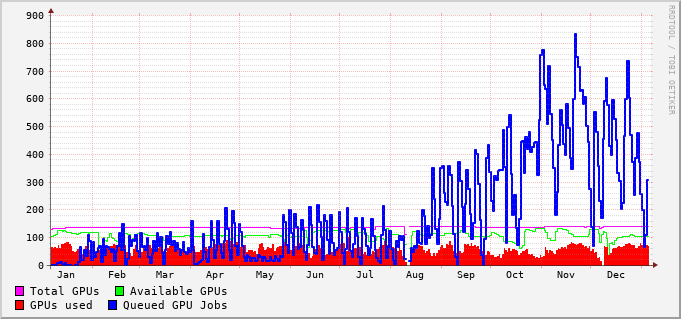 900
800
700
600
500
400
300
200
100
0
Jan Feb Mar Apr May Jun Jul Aug Sep Oct Nov Dec
Total GPUs Available GPUs
GPUs used Queued GPU Jobs
RRDTOOL / TOBI OETIKER